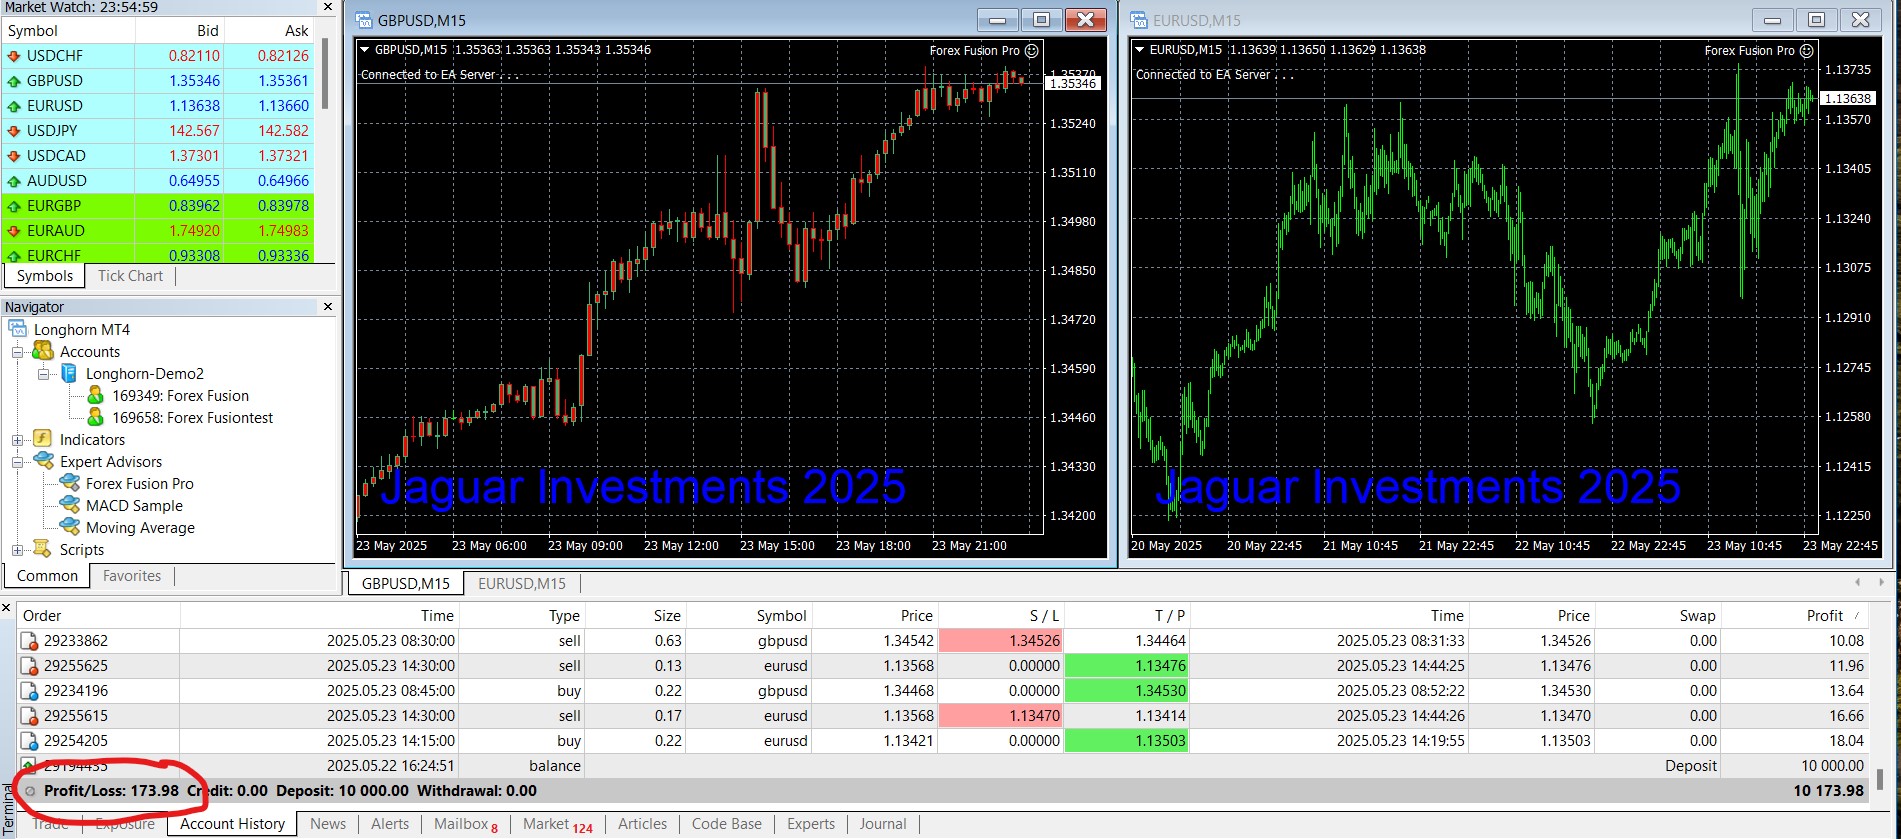 Market Watch: 23:54:59
Symbol Bid Ask
USDCHF 0.82110 0.82126
GBPUSD 1.35346 1.35361
EURUSD 1.13638 1.13660
USDJPY 142.567 142.582
USDCAD 1.37301 1.37321
AUDUSD 0.64955 0.64966
EURGBP 0.83962 0.83978
EURAUD 1.74920 1.74983
EURCHF 0.93308 0.93336
Symbols Tick Chart
Navigator
Longhorn MT4
Accounts
Longhorn-Demo2
169349: Forex Fusion
169658: Forex Fusiontest
Indicators
Expert Advisors
Forex Fusion Pro
MACD Sample
Moving Average
Scripts
Common Favorites
GBPUSD,M15
GBPUSD,M15 1.35363 1.35363 1.35343 1.35346
Forex Fusion Pro
Connected to EA Server . . .
1.35370
1.35346
1.35240
1.35110
1.34980
1.34850
1.34720
1.34590
1.34460
1.34330
1.34200
Jaguar Investments 2025
23 May 2025 23 May 06:00 23 May 09:00 23 May 12:00 23 May 15:00 23 May 18:00 23 May 21:00
EURUSD,M15
EURUSD,M15 1.13639 1.13650 1.13629 1.13638
Forex Fusion Pro
Connected to EA Server . . .
1.13735
1.13638
1.13570
1.13405
1.13240
1.13075
1.12910
1.12745
1.12580
1.12415
1.12250
Jaguar Investments 2025
20 May 2025 20 May 22:45 21 May 10:45 21 May 22:45 22 May 10:45 22 May 22:45 23 May 10:45 23 May 22:45
GBPUSD,M15 EURUSD,M15
Order Time Type Size Symbol Price S / L T / P Time Price Swap Profit
29233862 2025.05.23 08:30:00 sell 0.63 gbpusd 1.34542 1.34526 1.34464 2025.05.23 08:31:33 1.34526 0.00 10.08
29255625 2025.05.23 14:30:00 sell 0.13 eurusd 1.13568 0.00000 1.13476 2025.05.23 14:44:25 1.13476 0.00 11.96
29234196 2025.05.23 08:45:00 buy 0.22 gbpusd 1.34468 0.00000 1.34530 2025.05.23 08:52:22 1.34530 0.00 13.64
29255615 2025.05.23 14:30:00 sell 0.17 eurusd 1.13568 1.13470 1.13414 2025.05.23 14:44:26 1.13470 0.00 16.66
29254205 2025.05.23 14:15:00 buy 0.22 eurusd 1.13421 0.00000 1.13503 2025.05.23 14:19:55 1.13503 0.00 18.04
29194435 2025.05.22 16:24:51 balance Deposit 10 000.00
Profit/Loss: 173.98 Credit: 0.00 Deposit: 10 000.00 Withdrawal: 0.00 10 173.98
Terminal
Trade Exposure Account History News Alerts Mailbox 8 Market 124 Articles Code Base Experts Journal